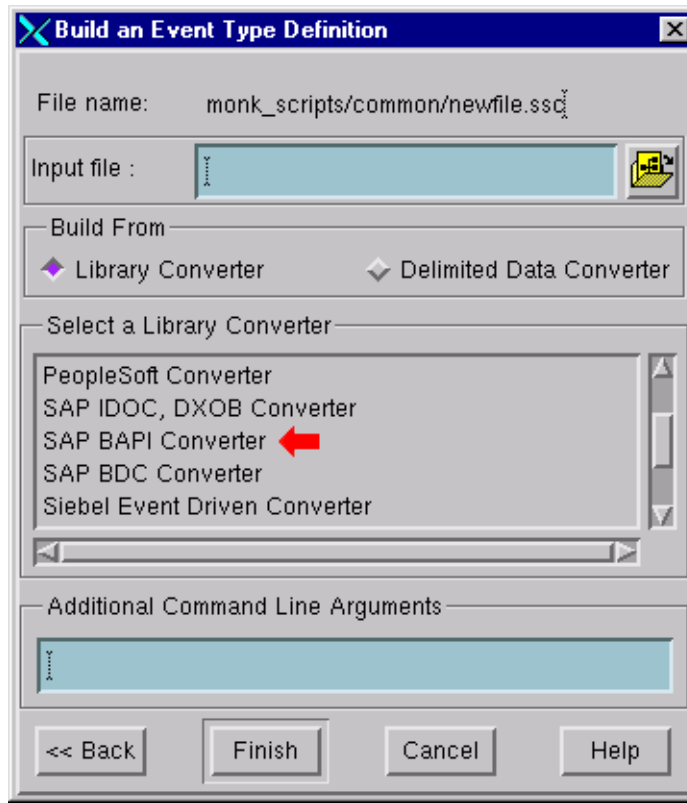 Build an Event Type Definition
File name: monk_scripts/common/newfile.ssc
Input file :
Build From
Library Converter Delimited Data Converter
Select a Library Converter
PeopleSoft Converter
SAP IDOC, DXOB Converter
SAP BAPI Converter
SAP BDC Converter
Siebel Event Driven Converter
Additional Command Line Arguments
<< Back Finish Cancel Help